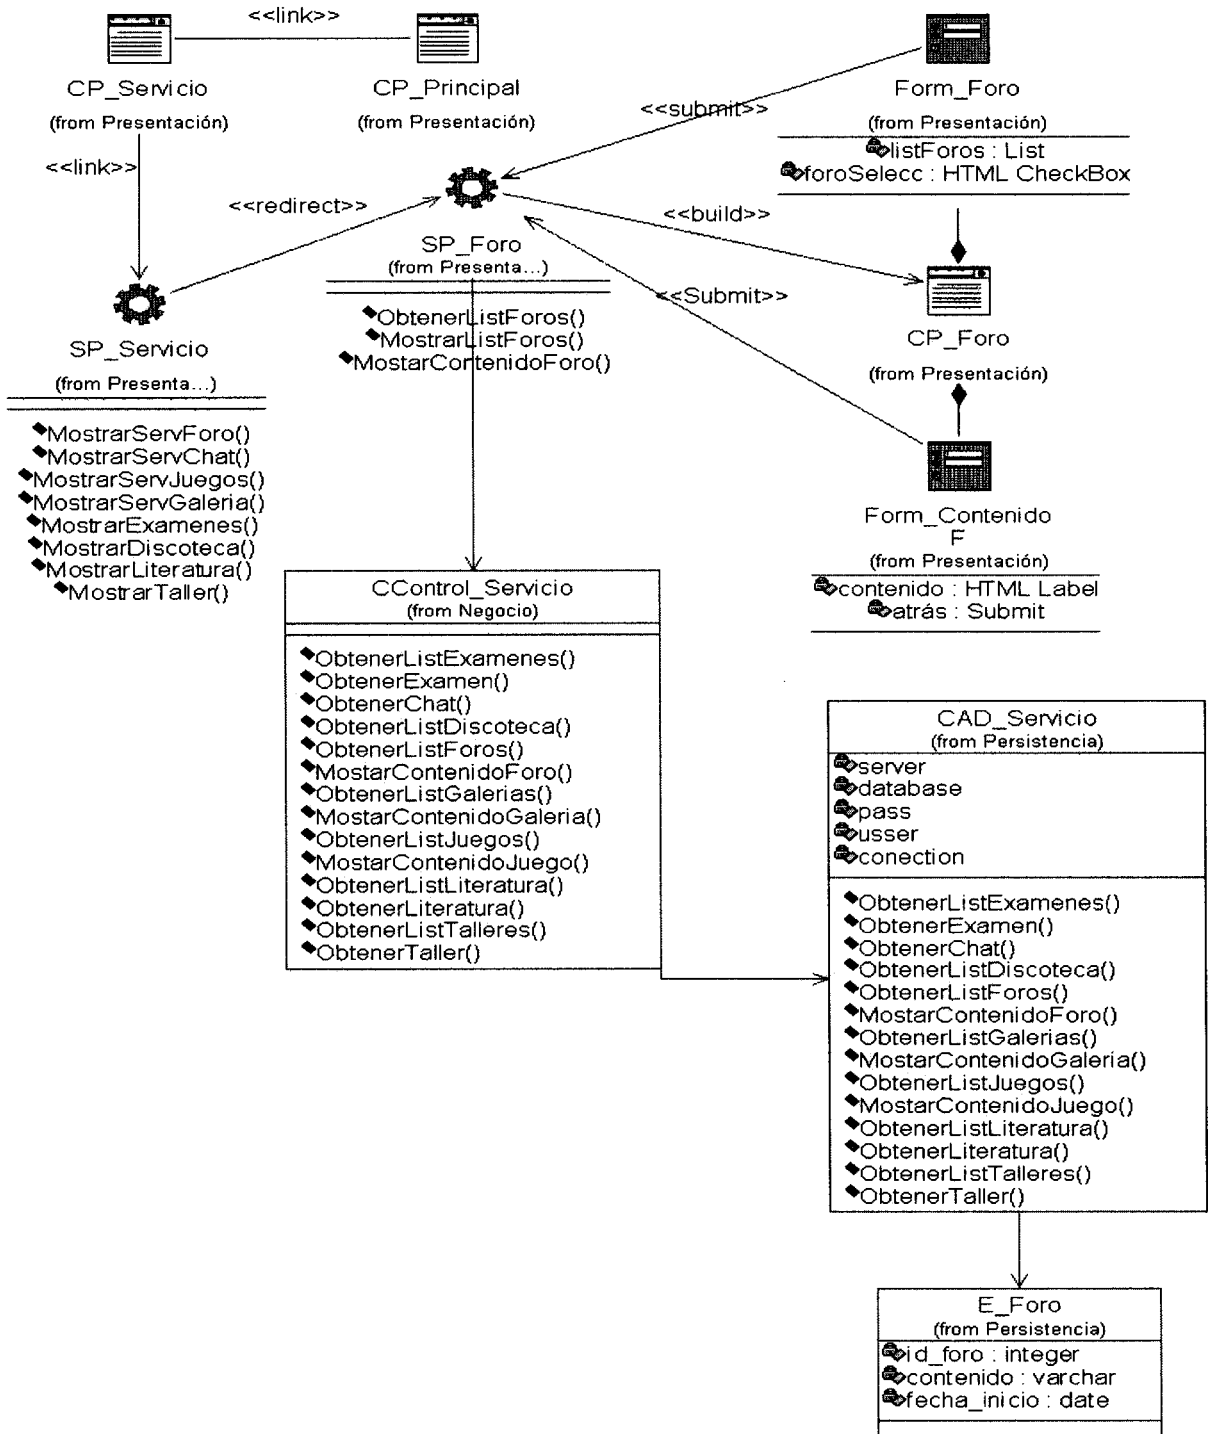 <<link>>
CP_Servicio
(from Presentación)
CP_Principal
(from Presentación)
Form_Foro
(from Presentación)
listForos : List
foroSelecc : HTML CheckBox
<<submit>>
<<link>>
<<redirect>>
<<build>>
SP_Foro
(from Presenta...)
ObtenerListForos()
MostrarListForos()
MostarContenidoForo()
<<Submit>>
CP_Foro
(from Presentación)
SP_Servicio
(from Presenta...)
MostrarServForo()
MostrarServChat()
MostrarServJuegos()
MostrarServGaleria()
MostrarExamenes()
MostrarDiscoteca()
MostrarLiteratura()
MostrarTaller()
Form_Contenido
F
(from Presentación)
contenido : HTML Label
atrás : Submit
CControl_Servicio
(from Negocio)
ObtenerListExamenes()
ObtenerExamen()
ObtenerChat()
ObtenerListDiscoteca()
ObtenerListForos()
MostarContenidoForo()
ObtenerListGalerias()
MostarContenidoGaleria()
ObtenerListJuegos()
MostarContenidoJuego()
ObtenerListLiteratura()
ObtenerLiteratura()
ObtenerListTalleres()
ObtenerTaller()
CAD_Servicio
(from Persistencia)
server
database
pass
usser
conection
ObtenerListExamenes()
ObtenerExamen()
ObtenerChat()
ObtenerListDiscoteca()
ObtenerListForos()
MostarContenidoForo()
ObtenerListGalerias()
MostarContenidoGaleria()
ObtenerListJuegos()
MostarContenidoJuego()
ObtenerListLiteratura()
ObtenerLiteratura()
ObtenerListTalleres()
ObtenerTaller()
E_Foro
(from Persistencia)
id_foro : integer
contenido : varchar
fecha_inicio : date